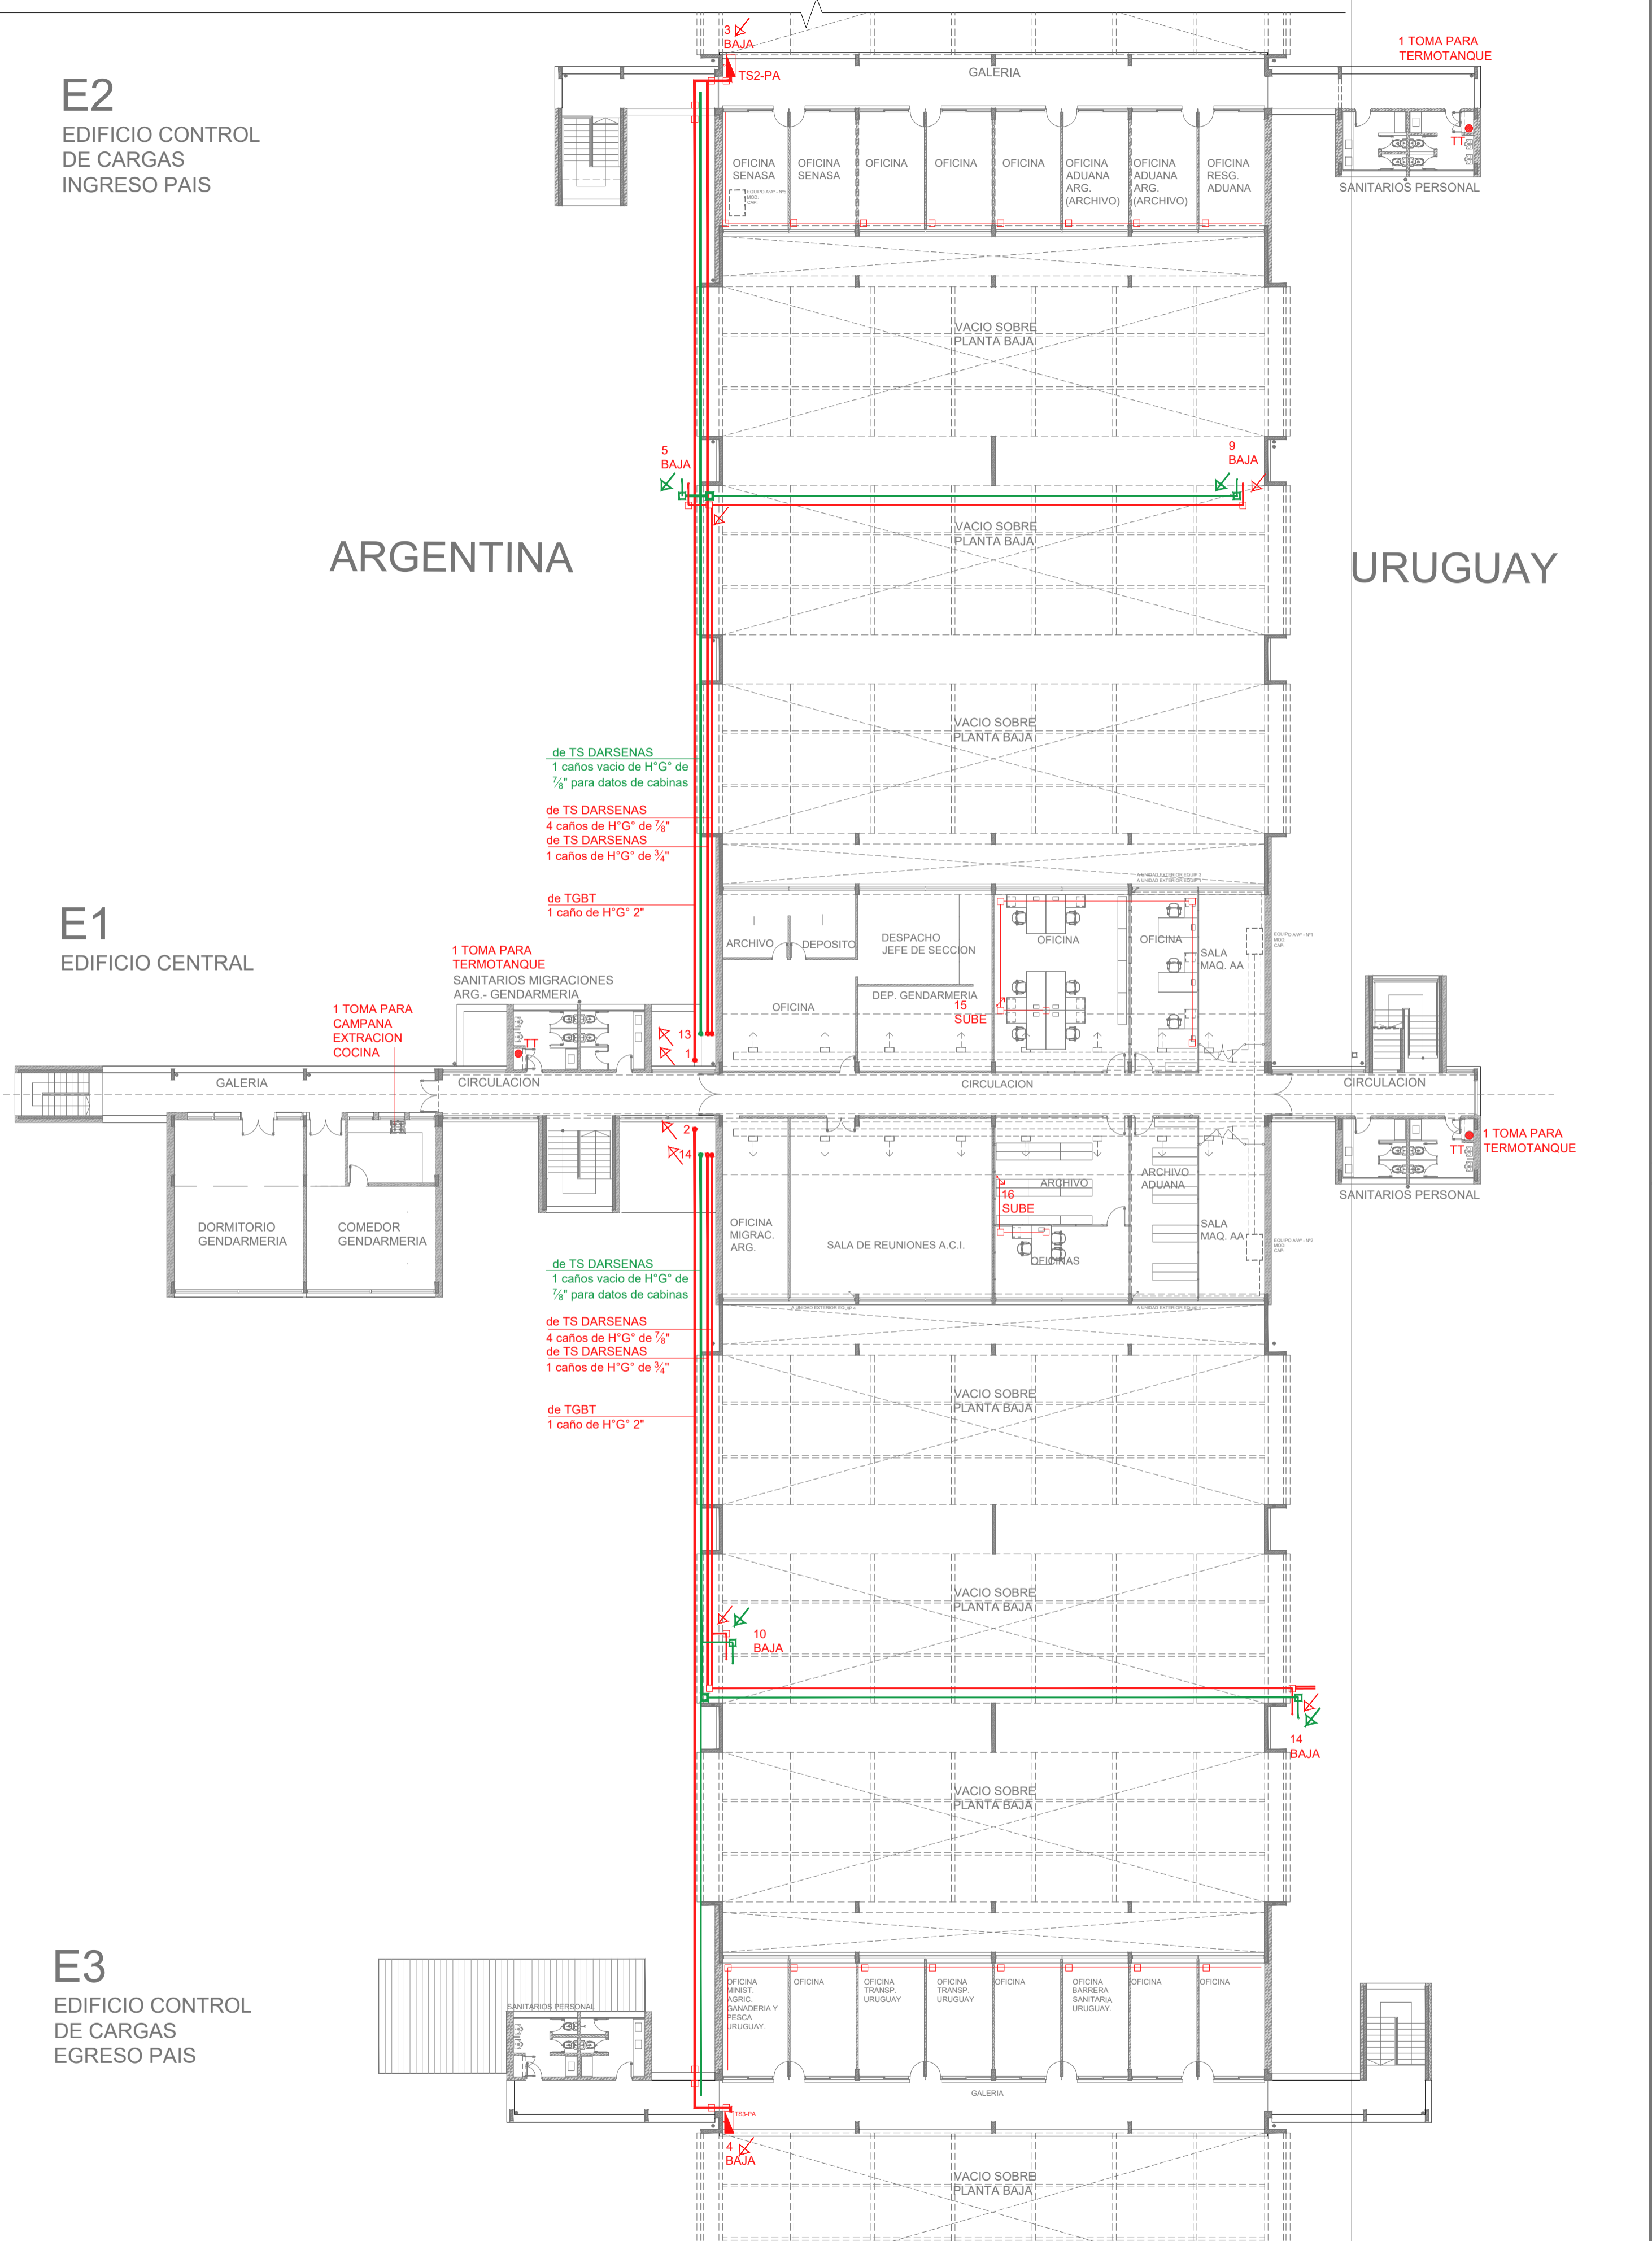 3
BAJA
TS2-PA
GALERIA
1 TOMA PARA
TERMOTANQUE
E2
EDIFICIO CONTROL
DE CARGAS
INGRESO PAIS
OFICINA
SENASA
OFICINA
SENASA
OFICINA
OFICINA
OFICINA
OFICINA
ADUANA
ARG.
(ARCHIVO)
OFICINA
ADUANA
ARG.
(ARCHIVO)
OFICINA
RESG.
ADUANA
TT
SANITARIOS PERSONAL
VACIO SOBRE
PLANTA BAJA
5
BAJA
9
BAJA
VACIO SOBRE
PLANTA BAJA
ARGENTINA
URUGUAY
VACIO SOBRE
PLANTA BAJA
de TS DARSENAS
1 caños vacio de H°G° de
⅞" para datos de cabinas
de TS DARSENAS
4 caños de H°G° de ⅞"
de TS DARSENAS
1 caños de H°G° de ¾"
de TGBT
1 caño de H°G° 2"
E1
EDIFICIO CENTRAL
1 TOMA PARA
TERMOTANQUE
SANITARIOS MIGRACIONES
ARG.- GENDARMERIA
1 TOMA PARA
CAMPANA
EXTRACION
COCINA
TT
13
1
ARCHIVO
DEPOSITO
DESPACHO
JEFE DE SECCION
OFICINA
DEP. GENDARMERIA
15
SUBE
OFICINA
OFICINA
SALA
MAQ. AA
GALERIA
CIRCULACION
CIRCULACION
CIRCULACION
2
14
DORMITORIO
GENDARMERIA
COMEDOR
GENDARMERIA
OFICINA
MIGRAC.
ARG.
SALA DE REUNIONES A.C.I.
16
SUBE
ARCHIVO
OFICINAS
ARCHIVO
ADUANA
SALA
MAQ. AA
TT
1 TOMA PARA
TERMOTANQUE
SANITARIOS PERSONAL
de TS DARSENAS
1 caños vacio de H°G° de
⅞" para datos de cabinas
de TS DARSENAS
4 caños de H°G° de ⅞"
de TS DARSENAS
1 caños de H°G° de ¾"
de TGBT
1 caño de H°G° 2"
VACIO SOBRE
PLANTA BAJA
VACIO SOBRE
PLANTA BAJA
10
BAJA
14
BAJA
VACIO SOBRE
PLANTA BAJA
E3
EDIFICIO CONTROL
DE CARGAS
EGRESO PAIS
SANITARIOS PERSONAL
OFICINA
MINIST.
AGRIC.
GANADERIA Y
PESCA
URUGUAY.
OFICINA
OFICINA
TRANSP.
URUGUAY
OFICINA
TRANSP.
URUGUAY
OFICINA
OFICINA
BARRERA
SANITARIA
URUGUAY.
OFICINA
OFICINA
GALERIA
TS3-PA
4
BAJA
VACIO SOBRE
PLANTA BAJA